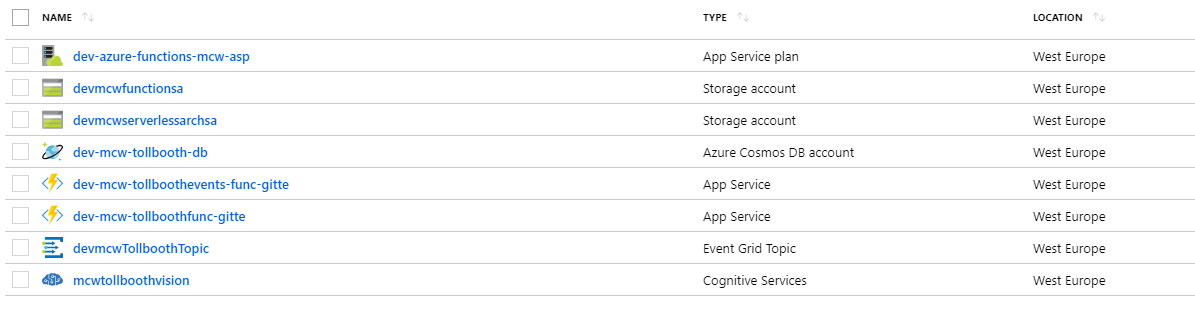 NAME TYPE LOCATION
dev-azure-functions-mcw-asp App Service plan West Europe
devmcwfunctionsa Storage account West Europe
devmcwserverlessarchsa Storage account West Europe
dev-mcw-tollbooth-db Azure Cosmos DB account West Europe
dev-mcw-tollboothevents-func-gitte App Service West Europe
dev-mcw-tollboothfunc-gitte App Service West Europe
devmcwTollboothTopic Event Grid Topic West Europe
mcwtollboothvision Cognitive Services West Europe